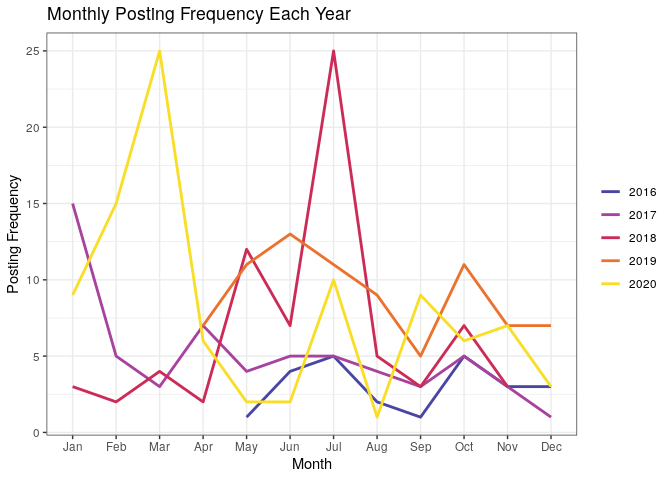 Monthly Posting Frequency Each Year
25
20
15
10
5
0
Posting Frequency
Jan Feb Mar Apr May Jun Jul Aug Sep Oct Nov Dec
Month
2016
2017
2018
2019
2020